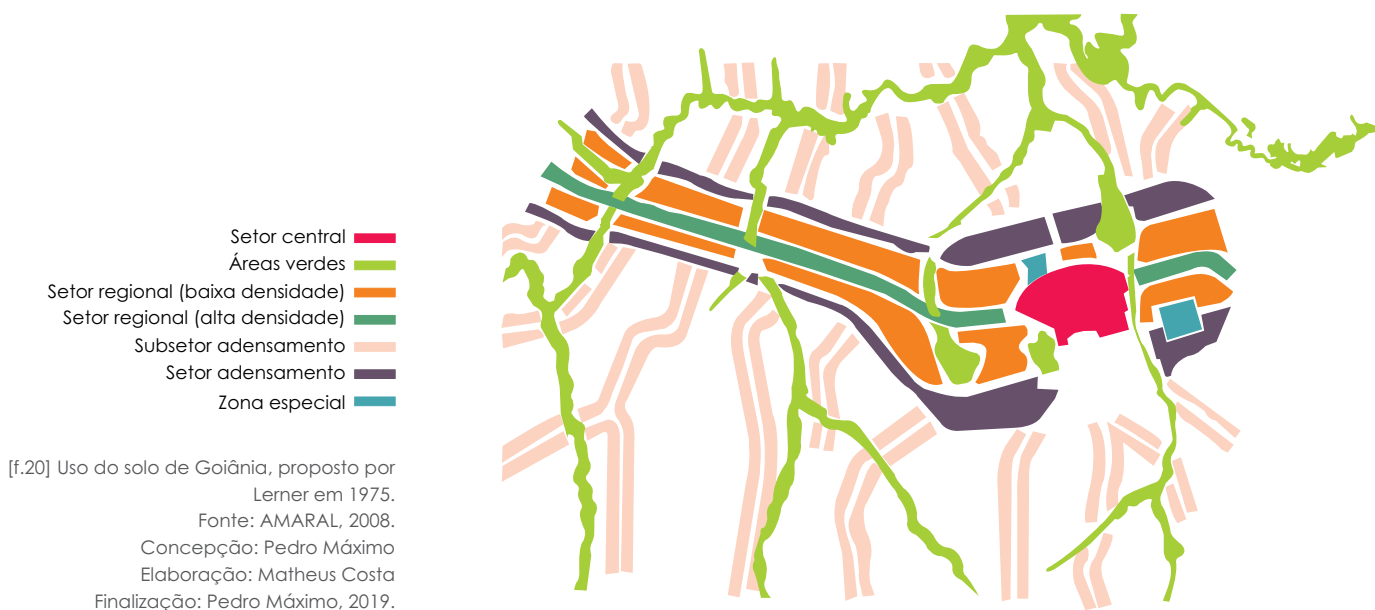 Setor central
Áreas verdes
Setor regional (baixa densidade)
Setor regional (alta densidade)
Subsetor adensamento
Setor adensamento
Zona especial
[f.20] Uso do solo de Goiânia, proposto por
Lerner em 1975.
Fonte: AMARAL, 2008.
Concepção: Pedro Máximo
Elaboração: Matheus Costa
Finalização: Pedro Máximo, 2019.